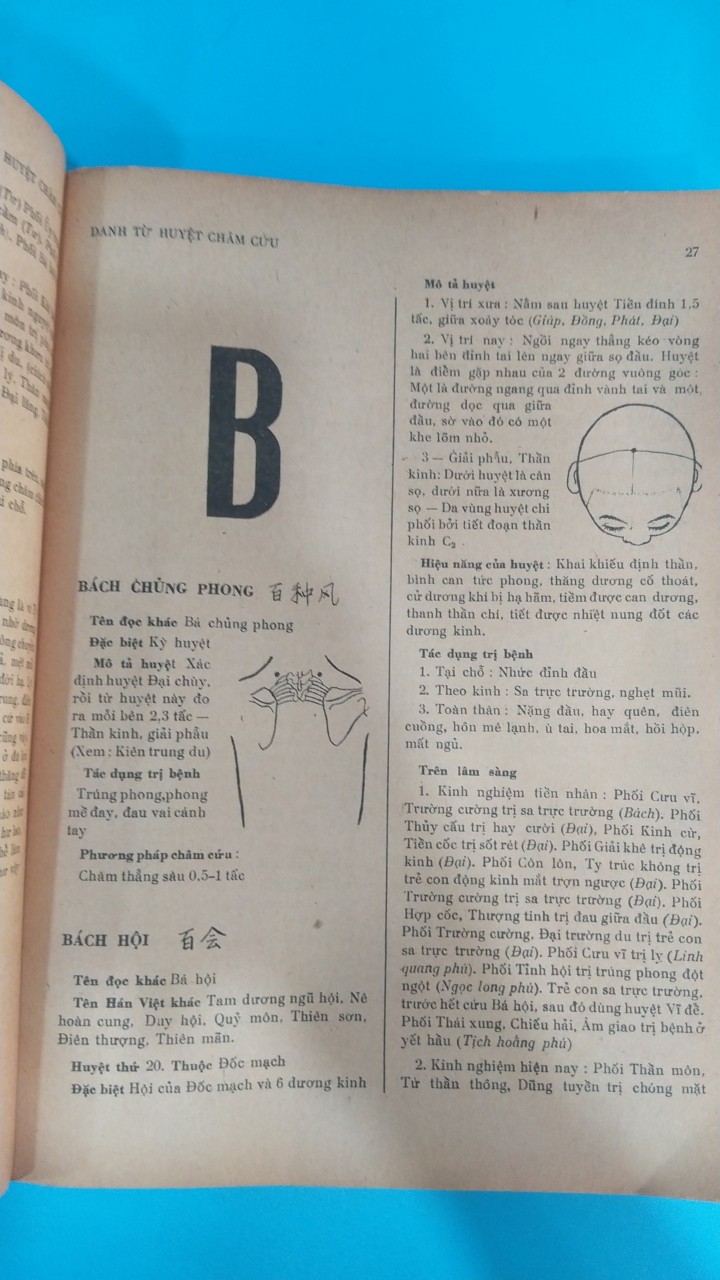 HUYỆT CHÂM CỨU
DANH TỪ HUYỆT CHÂM CỨU
27
B
BÁCH CHỦNG PHONG 百种风
Tên đọc khác Bá chủng phong
Đặc biệt Kỳ huyệt
Mô tả huyệt Xác
định huyệt Đại chùy,
rồi từ huyệt này đo
ra mỗi bên 2,3 tấc —
Thần kinh, giải phẫu
(Xem : Kiên trung du)
Tác dụng trị bệnh
Trúng phong,phong
mề đay, đau vai cánh
tay
Phương pháp châm cứu :
Châm thẳng sâu 0.5-1 tấc
BÁCH HỘI 百会
Tên đọc khác Bá hội
Tên Hán Việt khác Tam dương ngũ hội, Nê
hoàn cung, Duy hội, Quỷ môn, Thiên sơn,
Điên thượng, Thiên mãn.
Huyệt thứ 20. Thuộc Đốc mạch
Đặc biệt Hội của Đốc mạch và 6 dương kinh
Mô tả huyệt
1. Vị trí xưa : Nằm sau huyệt Tiền đính 1,5
tấc, giữa xoáy tóc (Giáp, Đồng, Phát, Đại)
2. Vị trí nay : Ngồi ngay thẳng kéo vòng
hai bên đỉnh tai lên ngay giữa sọ đầu. Huyệt
là điểm gặp nhau của 2 đường vuông góc :
Một là đường ngang qua đỉnh vành tai và một
đường dọc qua giữa
đầu, sờ vào đó có một
khe lõm nhỏ.
3 — Giải phẫu, Thần
kinh: Dưới huyệt là cân
sọ, dưới nữa là xương
sọ — Da vùng huyệt chi
phối bởi tiết đoạn thần
kinh C2 .
Hiệu năng của huyệt : Khai khiếu định thần,
bình can tức phong, thăng dương cố thoát,
cử dương khí bị hạ hãm, tiềm được can dương,
thanh thần chí, tiết được nhiệt nung đốt các
dương kinh.
Tác dụng trị bệnh
1. Tại chỗ : Nhức đỉnh đầu
2. Theo kinh : Sa trực trường, nghẹt mũi.
3. Toàn thân : Nặng đầu, hay quên, điên
cuồng, hôn mê lạnh, ù tai, hoa mắt, hồi hộp,
mất ngủ.
Trên lâm sàng
1. Kinh nghiệm tiền nhân : Phối Cưu vĩ,
Trường cường trị sa trực trường (Bách). Phối
Thủy cấu trị hay cười (Đại), Phối Kinh cừ,
Tiền cốc trị sốt rét (Đại). Phối Giải khê trị động
kinh (Đại). Phối Côn lôn, Ty trúc không trị
trẻ con động kinh mắt trợn ngược (Đại). Phối
Trường cường trị sa trực trường (Đại). Phối
Hợp cốc, Thượng tinh trị đau giữa đầu (Đại).
Phối Trường cường, Đại trường du trị trẻ con
sa trực trường (Đại). Phối Cưu vĩ trị lỵ (Linh
quang phú). Phối Tỉnh hội trị trúng phong đột
ngột (Ngọc long phú). Trẻ con sa trực trường,
trước hết cứu Bá hội, sau đó dùng huyệt Vĩ đề.
Phối Thái xung, Chiếu hải, Âm giao trị bệnh ở
yết hầu (Tịch hoằng phú)
2. Kinh nghiệm hiện nay : Phối Thần môn,
Tứ thần thông, Dũng tuyền trị chóng mặt